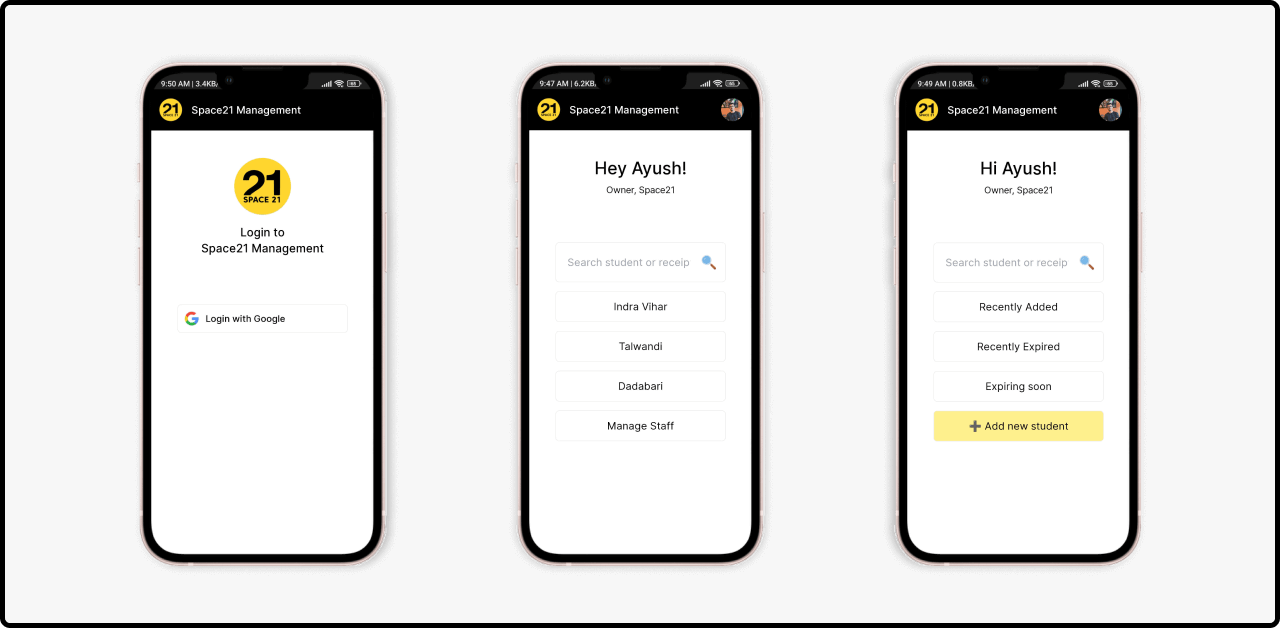 9:50 AM | 3.4KB/
65
21
SPACE 21
Space21 Management
21
SPACE 21
Login to
Space21 Management
Login with Google
9:47 AM | 6.2KB/
65
21
SPACE 21
Space21 Management
Hey Ayush!
Owner, Space21
Search student or receip
Indra Vihar
Talwandi
Dadabari
Manage Staff
9:49 AM | 0.8KB/
65
21
SPACE 21
Space21 Management
Hi Ayush!
Owner, Space21
Search student or receip
Recently Added
Recently Expired
Expiring soon
➕ Add new student